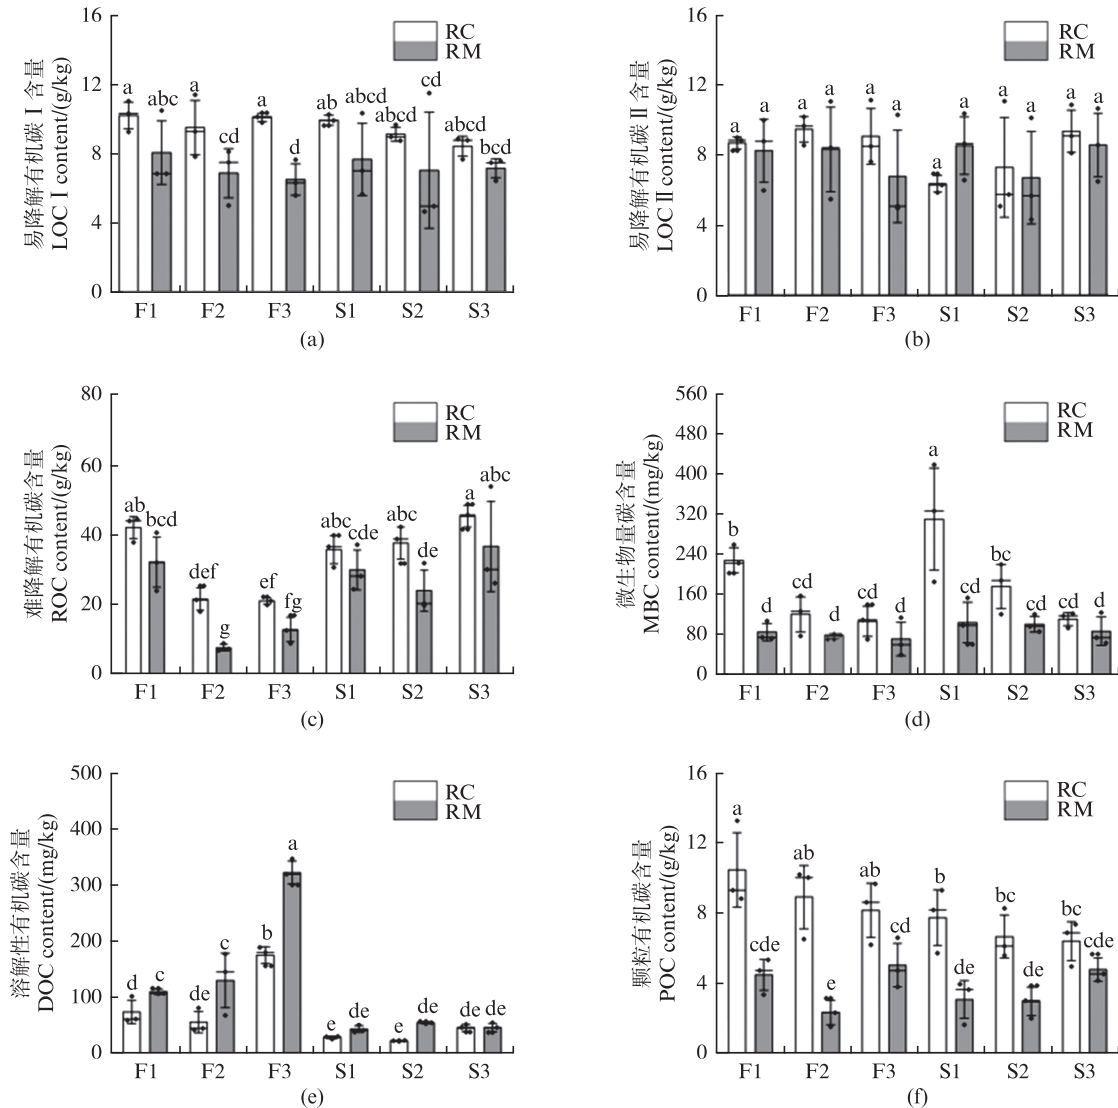 16
12
8
4
0
易降解有机碳Ⅰ含量
LOCⅠcontent/(g/kg)
RC
RM
a abc a cd a d ab abcd abcd cd abcd bcd
F1 F2 F3 S1 S2 S3
(a)
16
12
8
4
0
易降解有机碳Ⅱ含量
LOCⅡcontent/(g/kg)
RC
RM
a a a a a a a a a a a a
F1 F2 F3 S1 S2 S3
(b)
80
60
40
20
0
难降解有机碳含量
ROC content/(g/kg)
RC
RM
ab bcd def g ef fg abc cde abc de a abc
F1 F2 F3 S1 S2 S3
(c)
560
480
400
320
240
160
80
0
微生物量碳含量
MBC content/(mg/kg)
RC
RM
b d cd d cd d a cd bc cd cd cd
F1 F2 F3 S1 S2 S3
(d)
500
400
300
200
100
0
溶解性有机碳含量
DOC content/(mg/kg)
RC
RM
d c de c b a e de e de de de
F1 F2 F3 S1 S2 S3
(e)
16
12
8
4
0
颗粒有机碳含量
POC content/(g/kg)
RC
RM
a cde ab e ab cd b de bc de bc cde
F1 F2 F3 S1 S2 S3
(f)